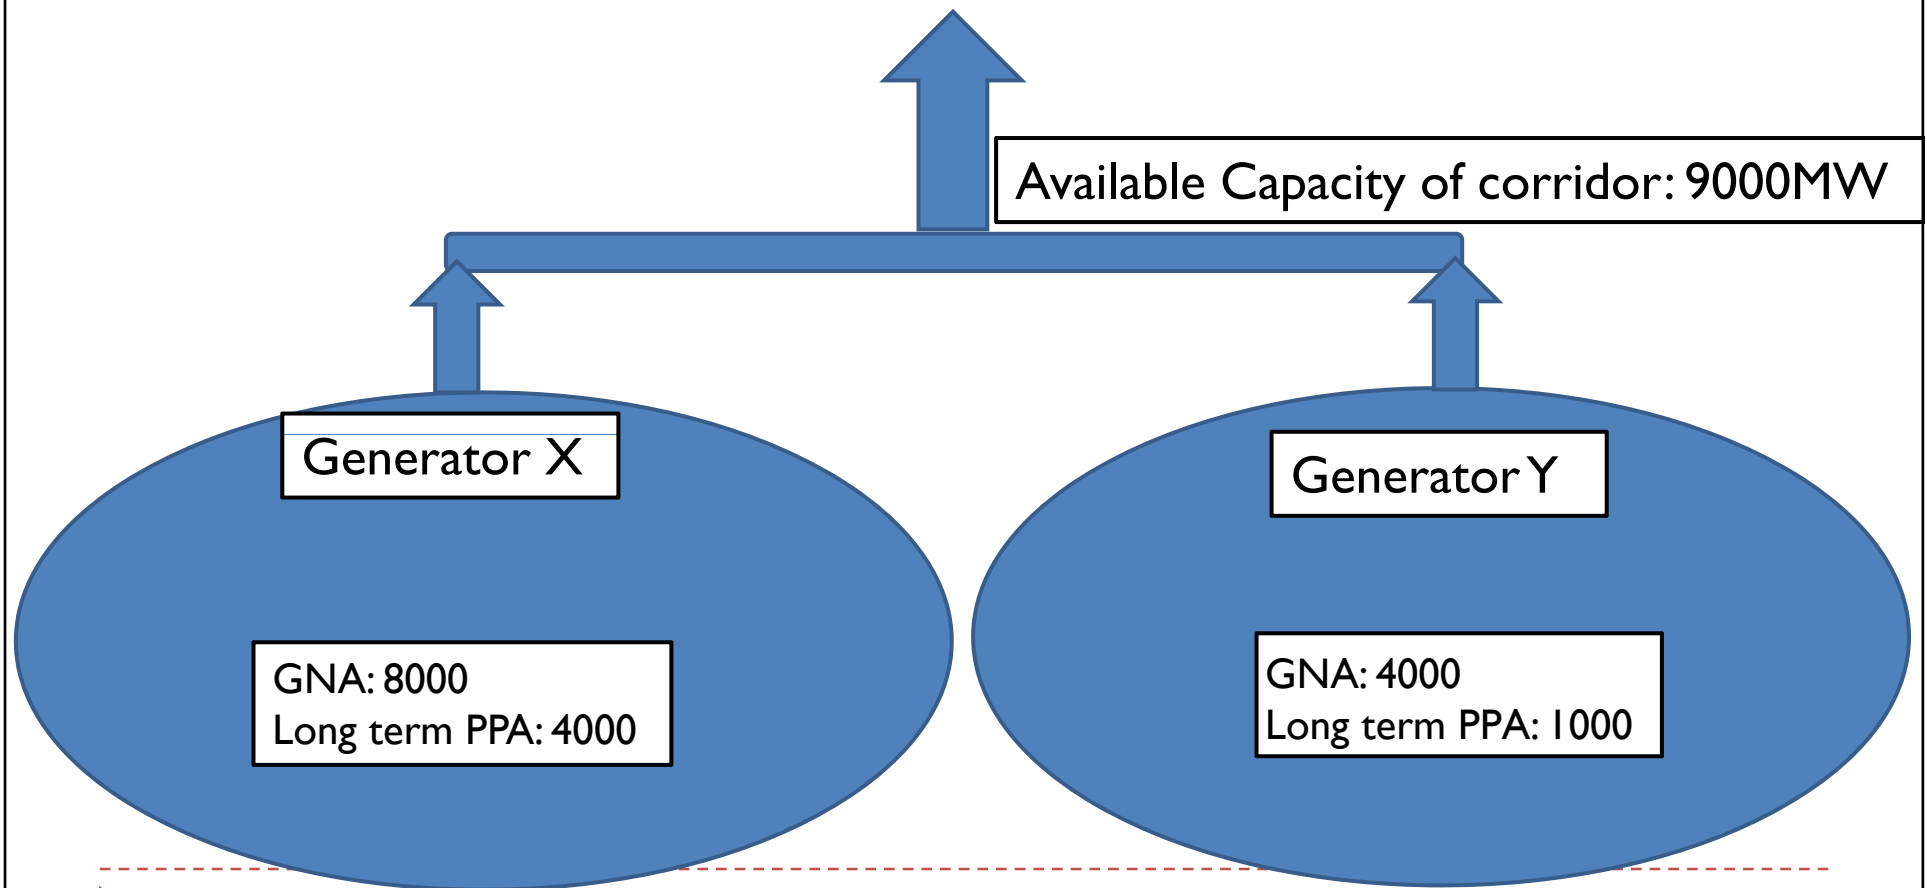 Available Capacity of corridor: 9000MW
Generator X
Generator Y
GNA: 8000
Long term PPA: 4000
GNA: 4000
Long term PPA: 1000